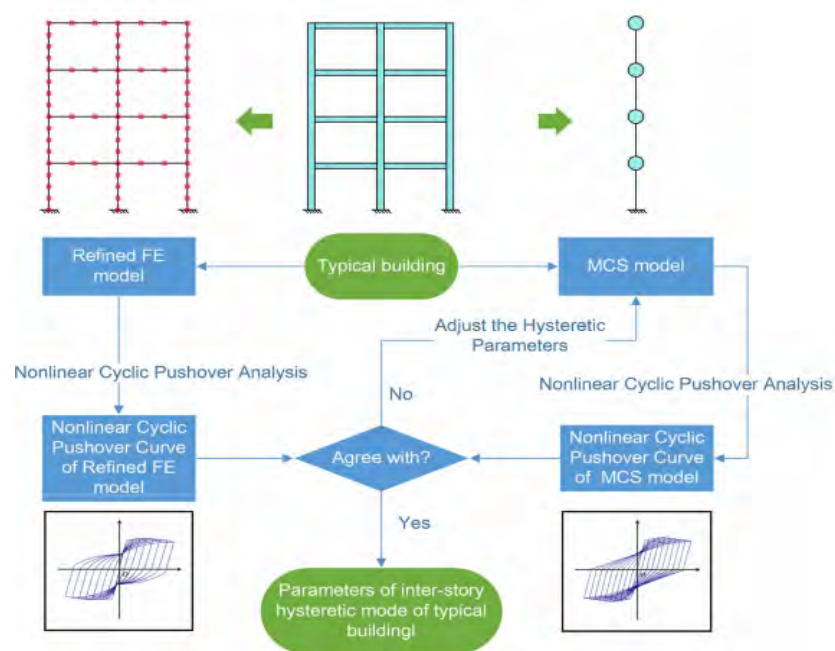 Refined FE
model
Typical building
MCS model
Adjust the Hysteretic
Parameters
Nonlinear Cyclic Pushover Analysis
Nonlinear Cyclic Pushover Analysis
No
Nonlinear Cyclic
Pushover Curve
of Refined FE
model
Agree with?
Nonlinear Cyclic
Pushover Curve
of MCS model
Yes
Parameters of inter-story
hysteretic mode of typical
buildingl